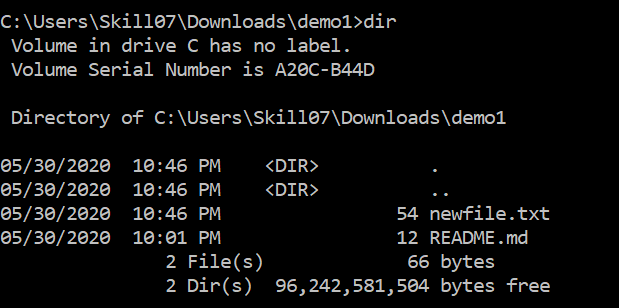 C:\Users\Skill07\Downloads\demo1>dir
 Volume in drive C has no label.
 Volume Serial Number is A20C-B44D

 Directory of C:\Users\Skill07\Downloads\demo1

05/30/2020  10:46 PM    <DIR>          .
05/30/2020  10:46 PM    <DIR>          ..
05/30/2020  10:46 PM                54 newfile.txt
05/30/2020  10:01 PM                12 README.md
               2 File(s)             66 bytes
               2 Dir(s)  96,242,581,504 bytes free